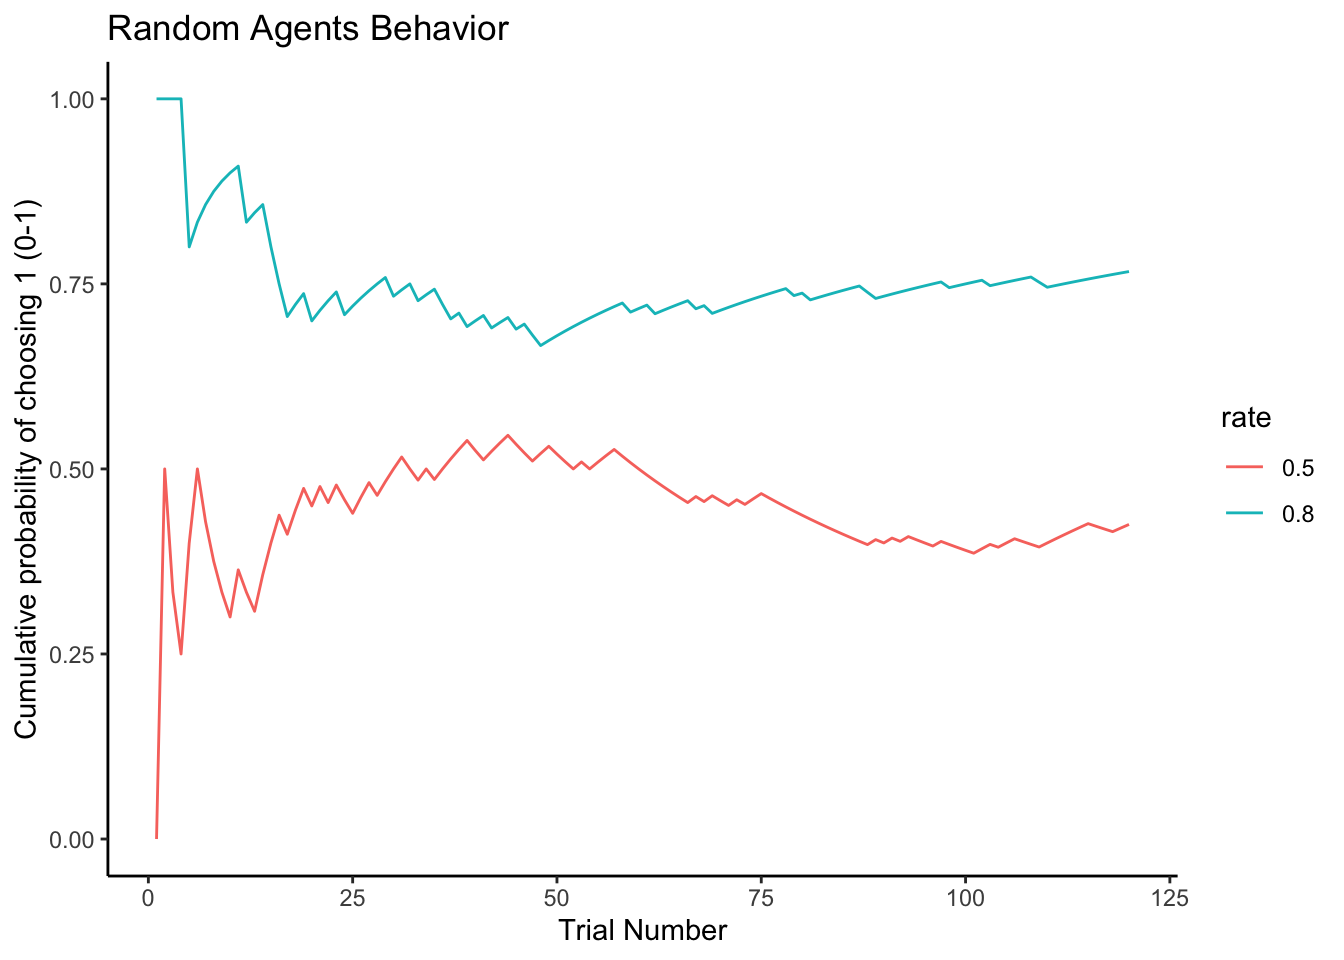 Random Agents Behavior
Cumulative probability of choosing 1 (0-1)
1.00
0.75
0.50
0.25
0.00
0 25 50 75 100 125
Trial Number
rate
0.5
0.8